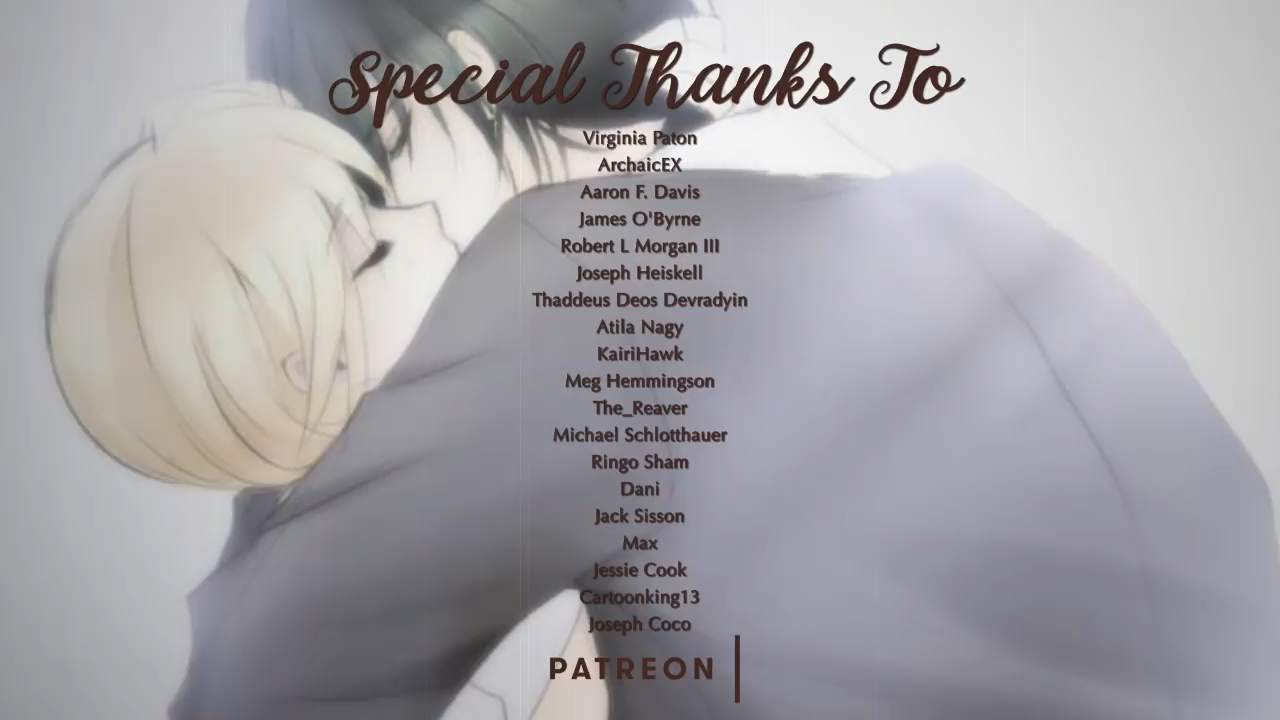 Special Thanks To
Virginia Paton
ArchaicEX
Aaron F. Davis
James O'Byrne
Robert L Morgan III
Joseph Heiskell
Thaddeus Deos Devradyin
Atila Nagy
KairiHawk
Meg Hemmingson
The_Reaver
Michael Schlotthauer
Ringo Sham
Dani
Jack Sisson
Max
Jessie Cook
Cartoonking13
Joseph Coco
PATREON